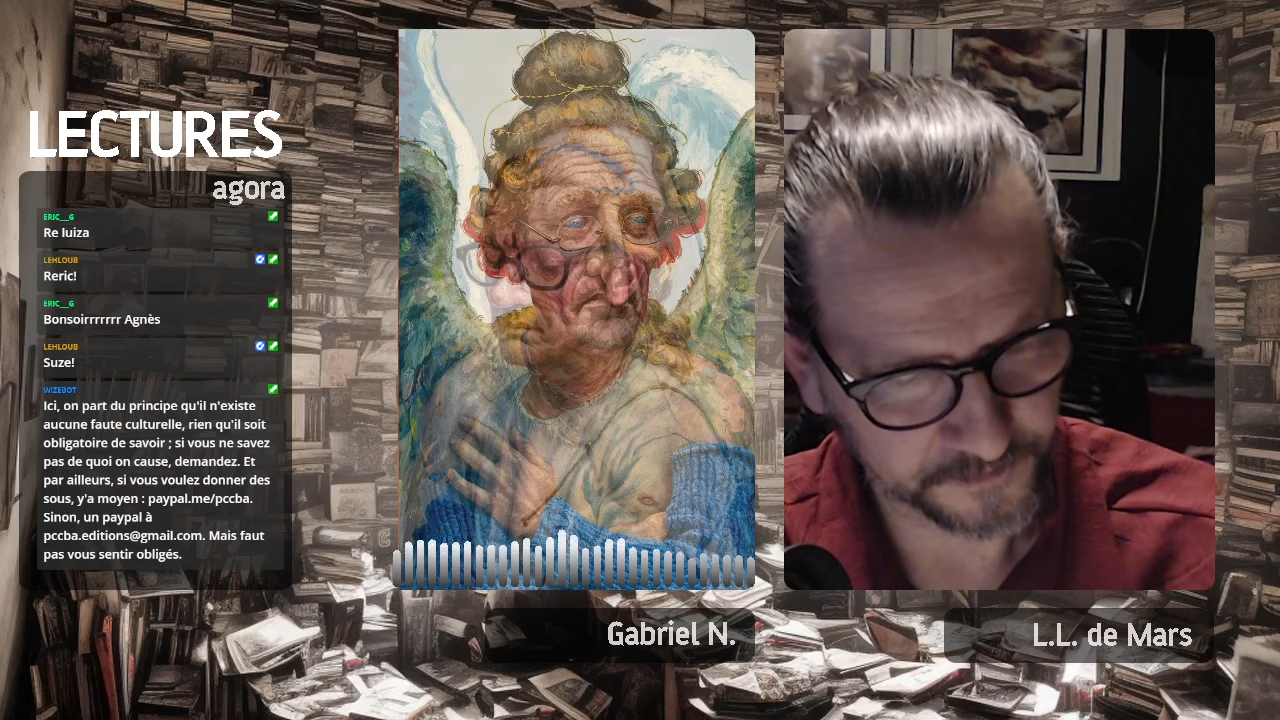 LECTURES
agora
ERIC__G
Re luiza
LEHLOUB
Reric!
ERIC__G
Bonsoirrrrrrr Agnès
LEHLOUB
Suze!
WIZEBOT
Ici, on part du principe qu'il n'existe
aucune faute culturelle, rien qu'il soit
obligatoire de savoir ; si vous ne savez
pas de quoi on cause, demandez. Et
par ailleurs, si vous voulez donner des
sous, y'a moyen : paypal.me/pccba.
Sinon, un paypal à
pccba.editions@gmail.com. Mais faut
pas vous sentir obligés.
Gabriel N.
L.L. de Mars